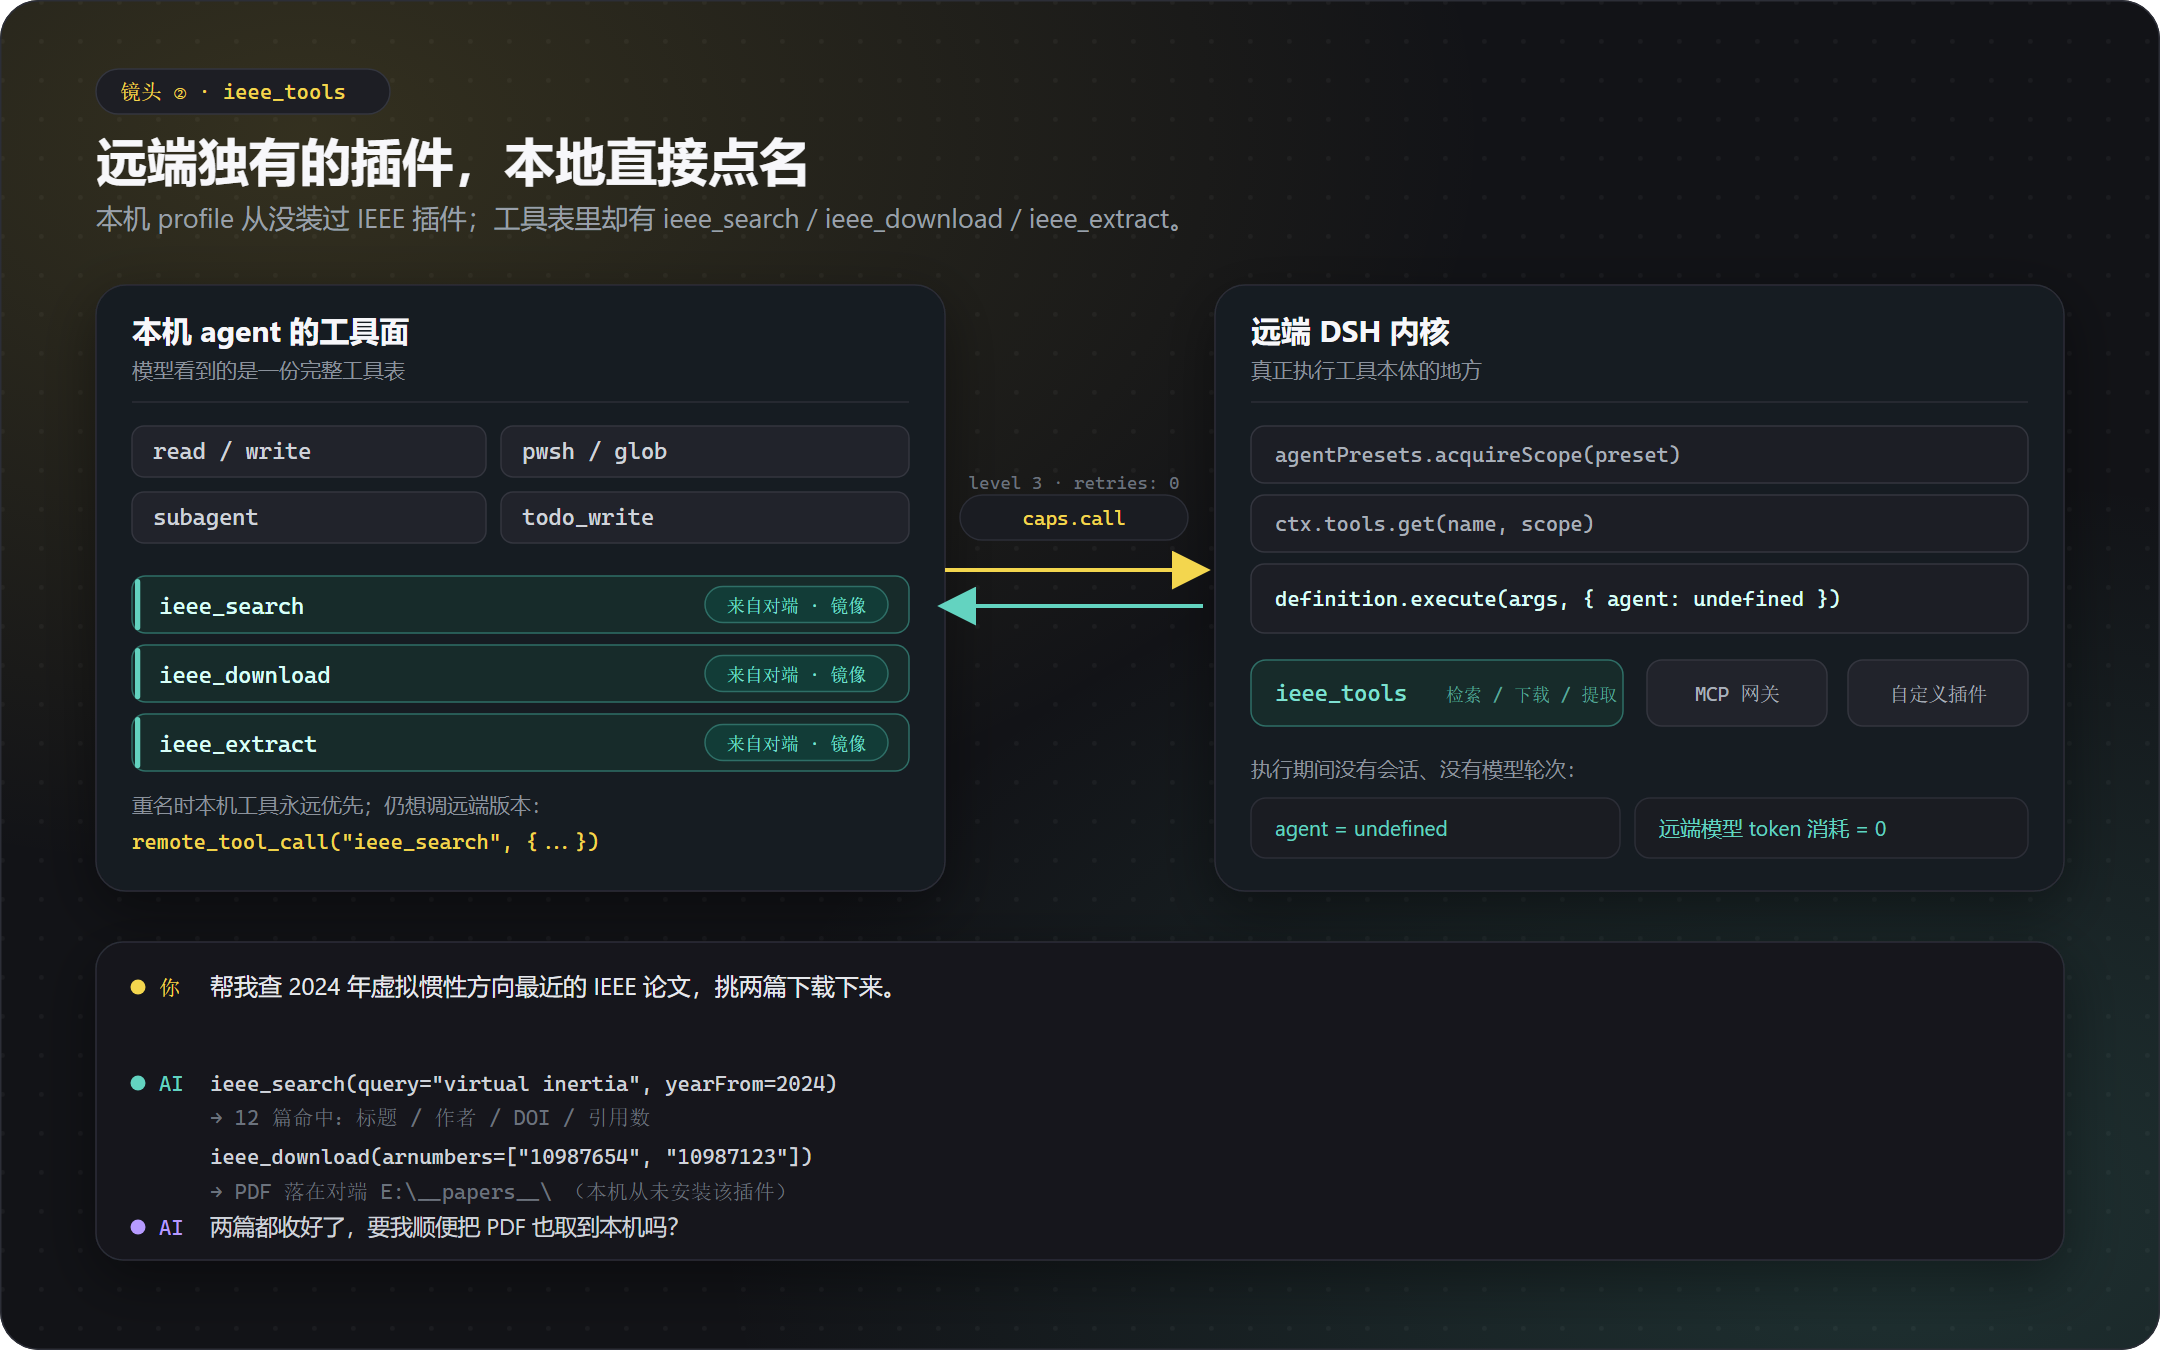 镜头 ② · ieee_tools
远端独有的插件，本地直接点名
本机 profile 从没装过 IEEE 插件；工具表里却有 ieee_search / ieee_download / ieee_extract。
本机 agent 的工具面
模型看到的是一份完整工具表
read / write
pwsh / glob
subagent
todo_write
ieee_search
来自对端 · 镜像
ieee_download
来自对端 · 镜像
ieee_extract
来自对端 · 镜像
重名时本机工具永远优先；仍想调远端版本：
remote_tool_call("ieee_search", {...})
level 3 · retries: 0
caps.call
远端 DSH 内核
真正执行工具本体的地方
agentPresets.acquireScope(preset)
ctx.tools.get(name, scope)
definition.execute(args, { agent: undefined })
ieee_tools 检索 / 下载 / 提取
MCP 网关
自定义插件
执行期间没有会话、没有模型轮次：
agent = undefined
远端模型 token 消耗 = 0
你 帮我查 2024 年虚拟惯性方向最近的 IEEE 论文，挑两篇下载下来。
AI ieee_search(query="virtual inertia", yearFrom=2024)
→ 12 篇命中：标题 / 作者 / DOI / 引用数
ieee_download(arnumbers=["10987654", "10987123"])
→ PDF 落在对端 E:\__papers__\ （本机从未安装该插件）
AI 两篇都收好了，要我顺便把 PDF 也取到本机吗？